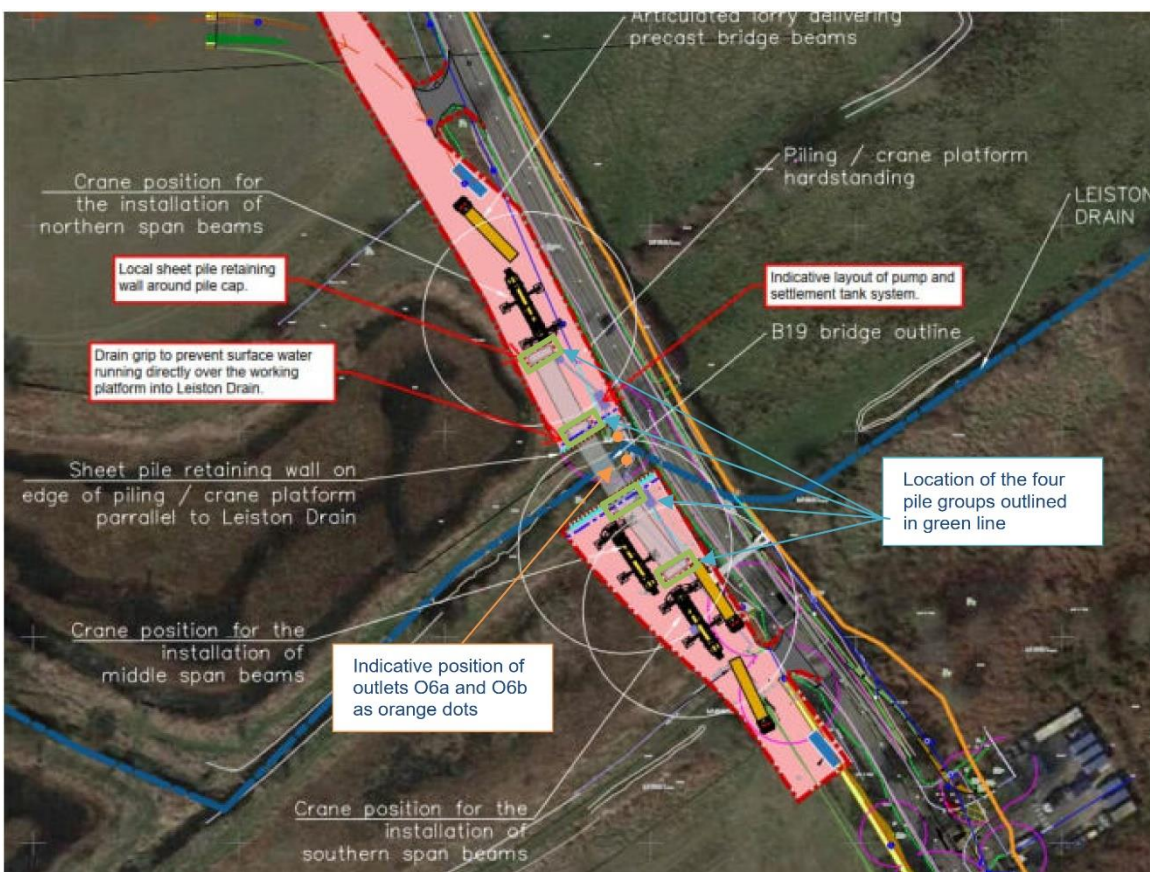 Articulated lorry delivering
precast bridge beams
Crane position for
the installation of
northern span beams
Piling / crane platform
hardstanding
LEISTON
DRAIN
Local sheet pile retaining
wall around pile cap.
Indicative layout of pump and
settlement tank system.
B19 bridge outline
Drain grip to prevent surface water
running directly over the working
platform into Leiston Drain.
Sheet pile retaining wall on
edge of piling / crane platform
parrallel to Leiston Drain
Location of the four
pile groups outlined
in green line
Crane position for the
installation of
middle span beams
Indicative position of
outlets O6a and O6b
as orange dots
Crane position for the
installation of
southern span beams